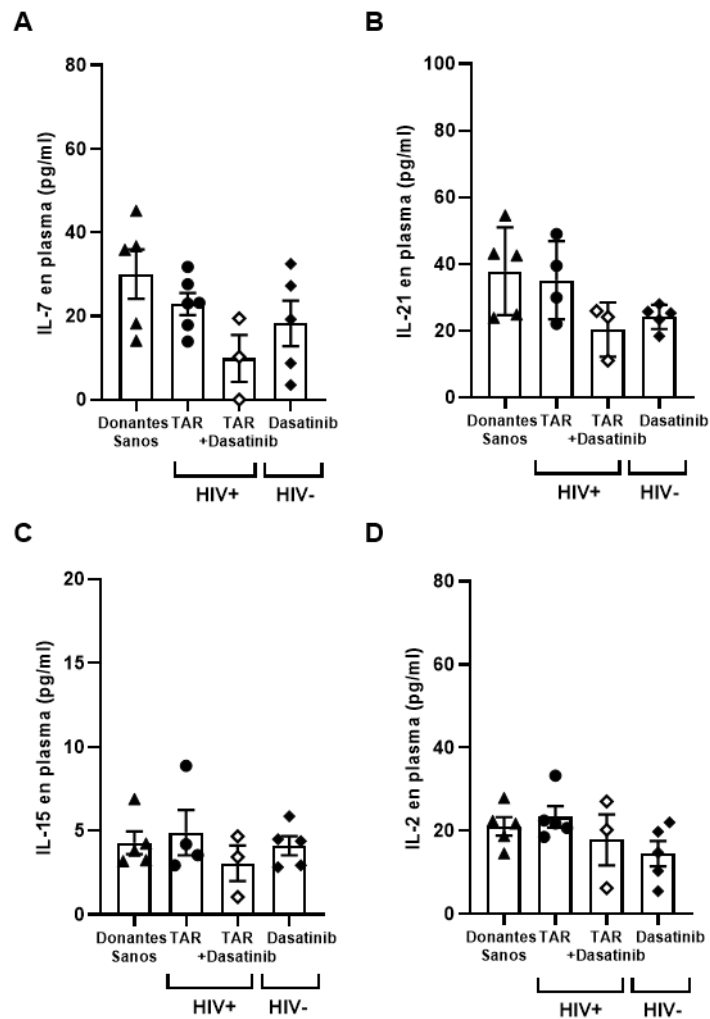 A
IL-7 en plasma (pg/ml)
80
60
40
20
0
Donantes TAR TAR Dasatinib
Sanos +Dasatinib
HIV+ HIV-
B
IL-21 en plasma (pg/ml)
100
80
60
40
20
0
Donantes TAR TAR Dasatinib
Sanos +Dasatinib
HIV+ HIV-
C
IL-15 en plasma (pg/ml)
20
15
10
5
0
Donantes TAR TAR Dasatinib
Sanos +Dasatinib
HIV+ HIV-
D
IL-2 en plasma (pg/ml)
80
60
40
20
0
Donantes TAR TAR Dasatinib
Sanos +Dasatinib
HIV+ HIV-